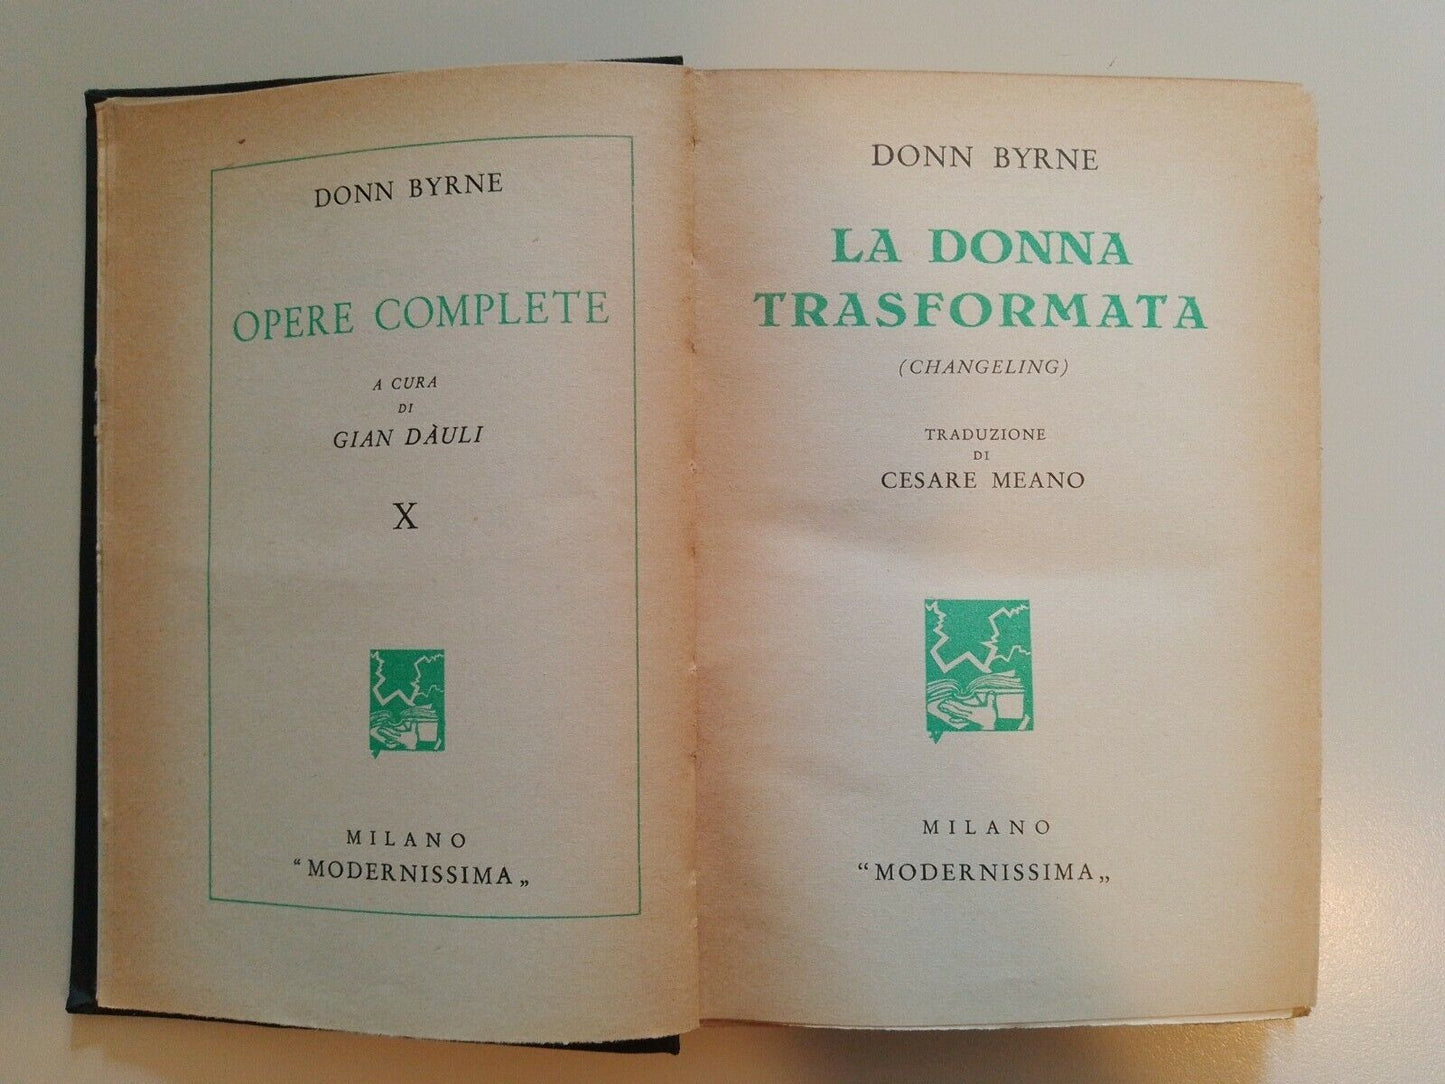 DONN BYRNE
OPERE COMPLETE
A CURA
DI
GIAN DÀULI
X
MILANO
“MODERNISSIMA„
DONN BYRNE
LA DONNA
TRASFORMATA
(CHANGELING)
TRADUZIONE
DI
CESARE MEANO
MILANO
“MODERNISSIMA„